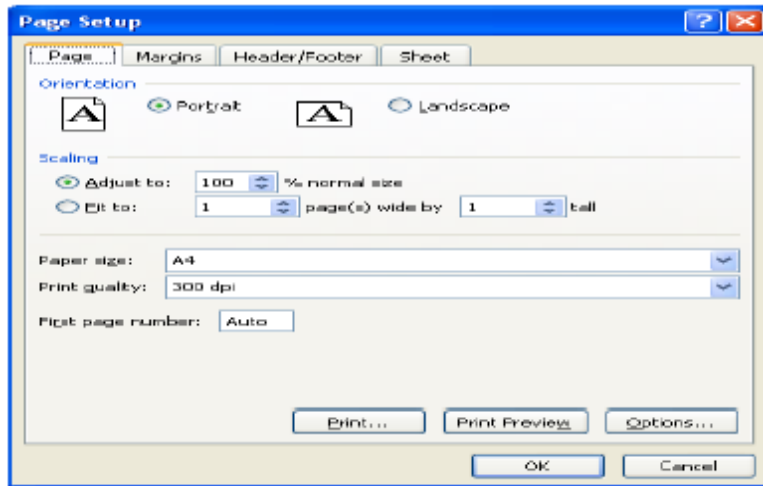 Page Setup
Page Margins Header/Footer Sheet
Orientation
A Portrait A Landscape
Scaling
Adjust to: 100 % normal size
Fit to: 1 page(s) wide by 1 tall
Paper size: A4
Print quality: 300 dpi
First page number: Auto
Print... Print Preview Options...
OK Cancel